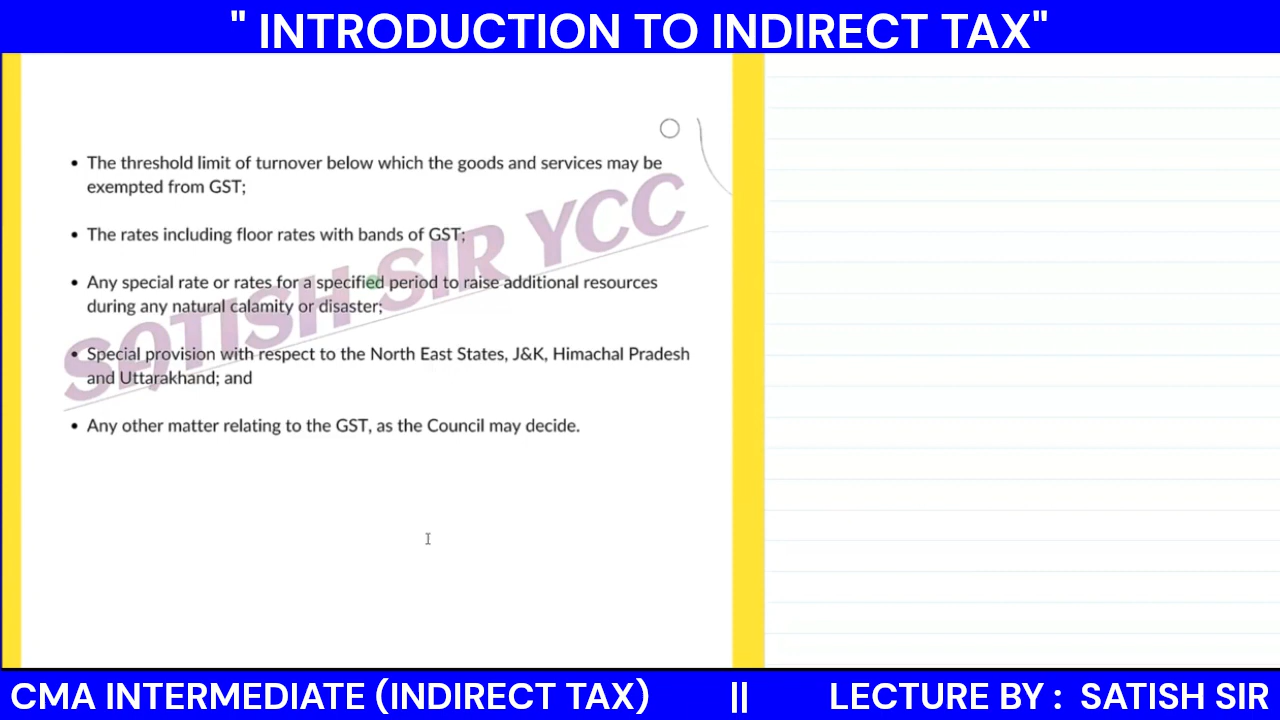 " INTRODUCTION TO INDIRECT TAX"
• The threshold limit of turnover below which the goods and services may be
exempted from GST;
• The rates including floor rates with bands of GST;
• Any special rate or rates for a specified period to raise additional resources
during any natural calamity or disaster;
• Special provision with respect to the North East States, J&K, Himachal Pradesh
and Uttarakhand; and
• Any other matter relating to the GST, as the Council may decide.
SATISH SIR YCC
CMA INTERMEDIATE (INDIRECT TAX) || LECTURE BY : SATISH SIR